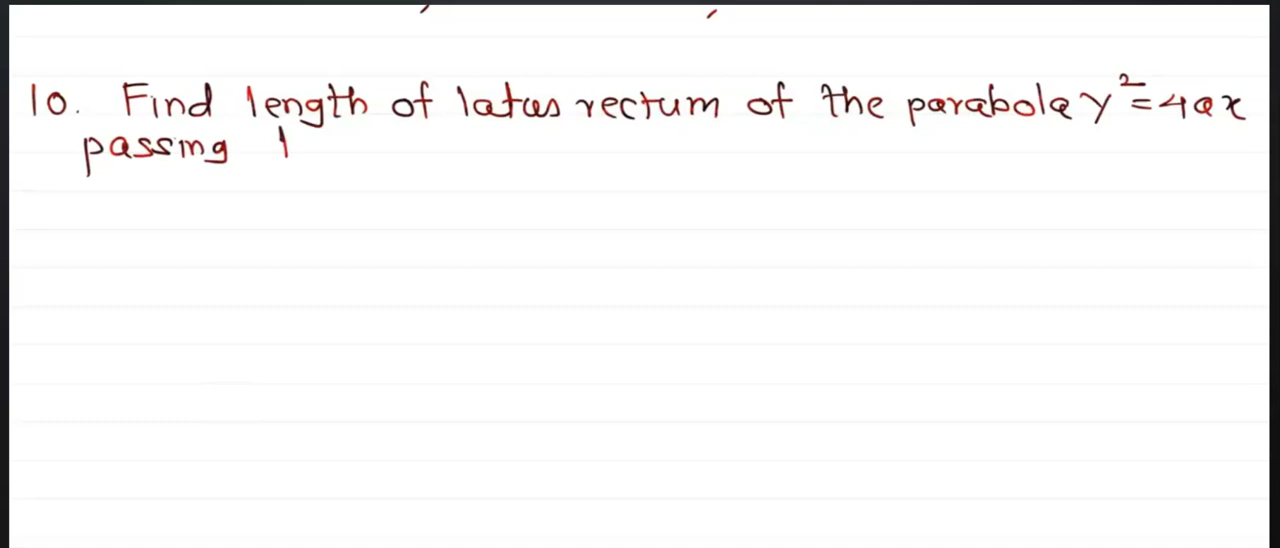 10. Find length of latus rectum of the parabola y²=4ax
passing